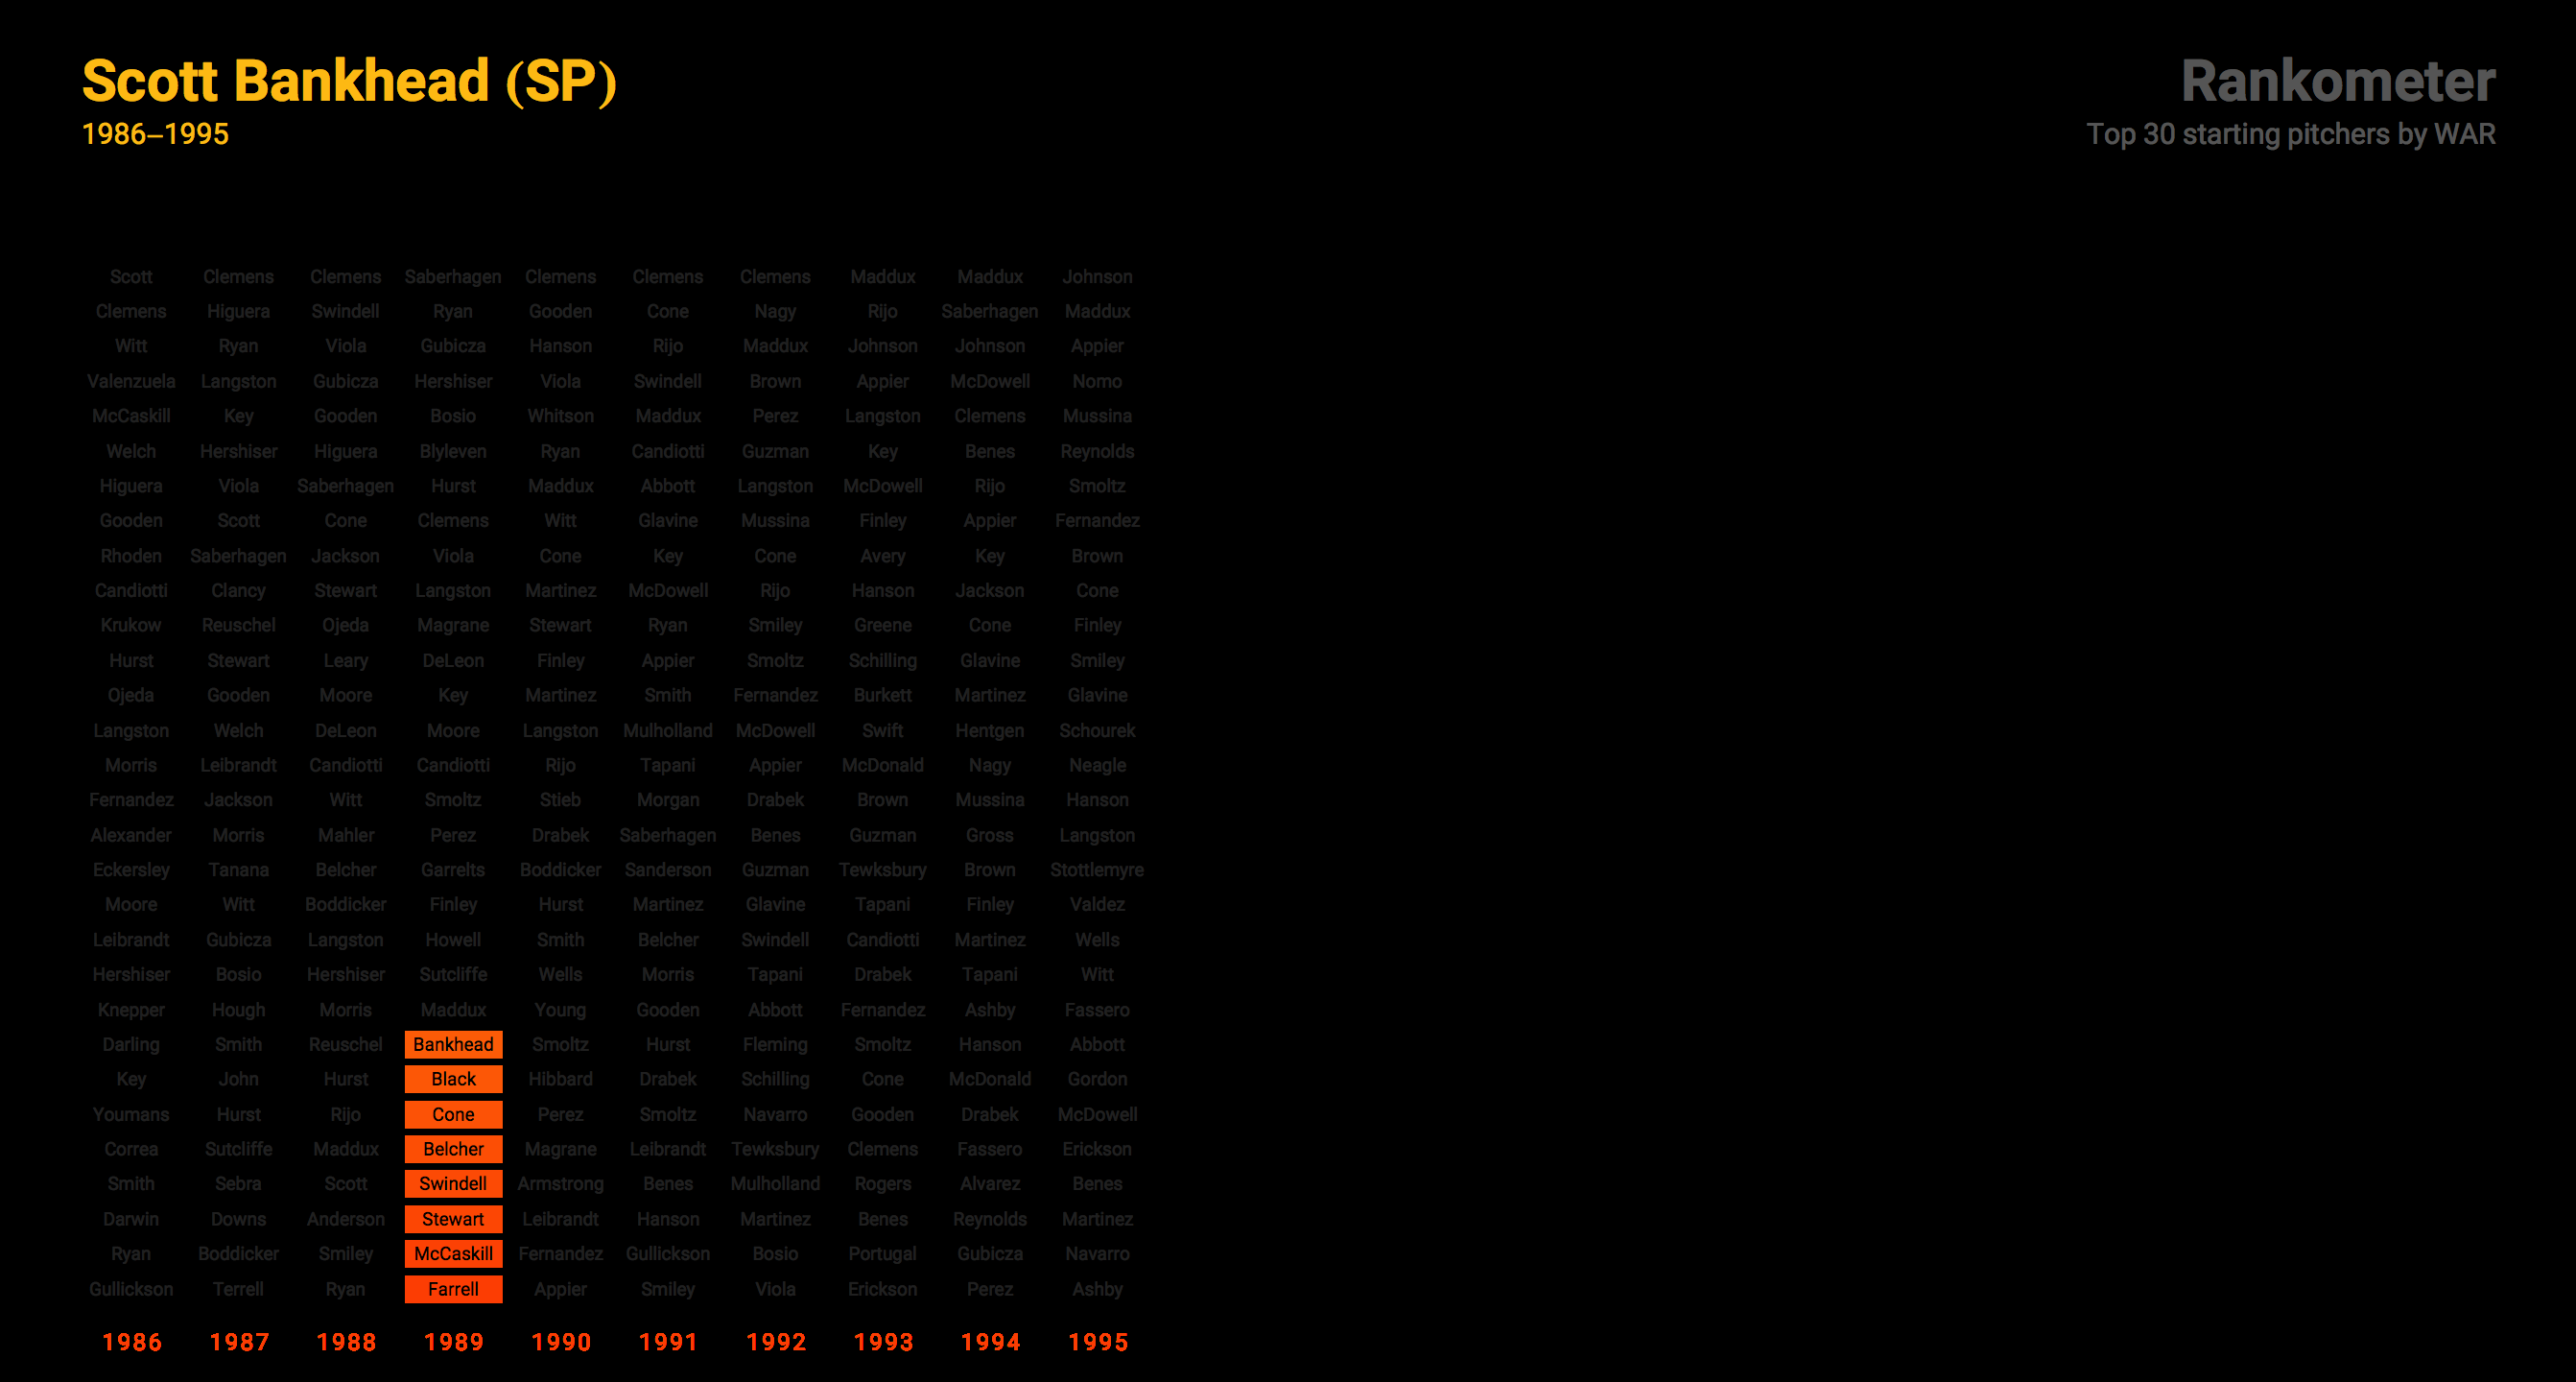 Scott Bankhead (SP)
1986–1995
Rankometer
Top 30 starting pitchers by WAR
Scott Clemens Clemens Saberhagen Clemens Clemens Clemens Maddux Maddux Johnson
Clemens Higuera Swindell Ryan Gooden Cone Nagy Rijo Saberhagen Maddux
Witt Ryan Viola Gubicza Hanson Rijo Maddux Johnson Johnson Appier
Valenzuela Langston Gubicza Hershiser Viola Swindell Brown Appier McDowell Nomo
McCaskill Key Gooden Bosio Whitson Maddux Perez Langston Clemens Mussina
Welch Hershiser Higuera Blyleven Ryan Candiotti Guzman Key Benes Reynolds
Higuera Viola Saberhagen Hurst Maddux Abbott Langston McDowell Rijo Smoltz
Gooden Scott Cone Clemens Witt Glavine Mussina Finley Appier Fernandez
Rhoden Saberhagen Jackson Viola Cone Key Cone Avery Key Brown
Candiotti Clancy Stewart Langston Martinez McDowell Rijo Hanson Jackson Cone
Krukow Reuschel Ojeda Magrane Stewart Ryan Smiley Greene Cone Finley
Hurst Stewart Leary DeLeon Finley Appier Smoltz Schilling Glavine Smiley
Ojeda Gooden Moore Key Martinez Smith Fernandez Burkett Martinez Glavine
Langston Welch DeLeon Moore Langston Mulholland McDowell Swift Hentgen Schourek
Morris Leibrandt Candiotti Candiotti Rijo Tapani Appier McDonald Nagy Neagle
Fernandez Jackson Witt Smoltz Stieb Morgan Drabek Brown Mussina Hanson
Alexander Morris Mahler Perez Drabek Saberhagen Benes Guzman Gross Langston
Eckersley Tanana Belcher Garrelts Boddicker Sanderson Guzman Tewksbury Brown Stottlemyre
Moore Witt Boddicker Finley Hurst Martinez Glavine Tapani Finley Valdez
Leibrandt Gubicza Langston Howell Smith Belcher Swindell Candiotti Martinez Wells
Hershiser Bosio Hershiser Sutcliffe Wells Morris Tapani Drabek Tapani Witt
Knepper Hough Morris Maddux Young Gooden Abbott Fernandez Ashby Fassero
Darling Smith Reuschel Bankhead Smoltz Hurst Fleming Smoltz Hanson Abbott
Key John Hurst Black Hibbard Drabek Schilling Cone McDonald Gordon
Youmans Hurst Rijo Cone Perez Smoltz Navarro Gooden Drabek McDowell
Correa Sutcliffe Maddux Belcher Magrane Leibrandt Tewksbury Clemens Fassero Erickson
Smith Sebra Scott Swindell Armstrong Benes Mulholland Rogers Alvarez Benes
Darwin Downs Anderson Stewart Leibrandt Hanson Martinez Benes Reynolds Martinez
Ryan Boddicker Smiley McCaskill Fernandez Gullickson Bosio Portugal Gubicza Navarro
Gullickson Terrell Ryan Farrell Appier Smiley Viola Erickson Perez Ashby
1986 1987 1988 1989 1990 1991 1992 1993 1994 1995